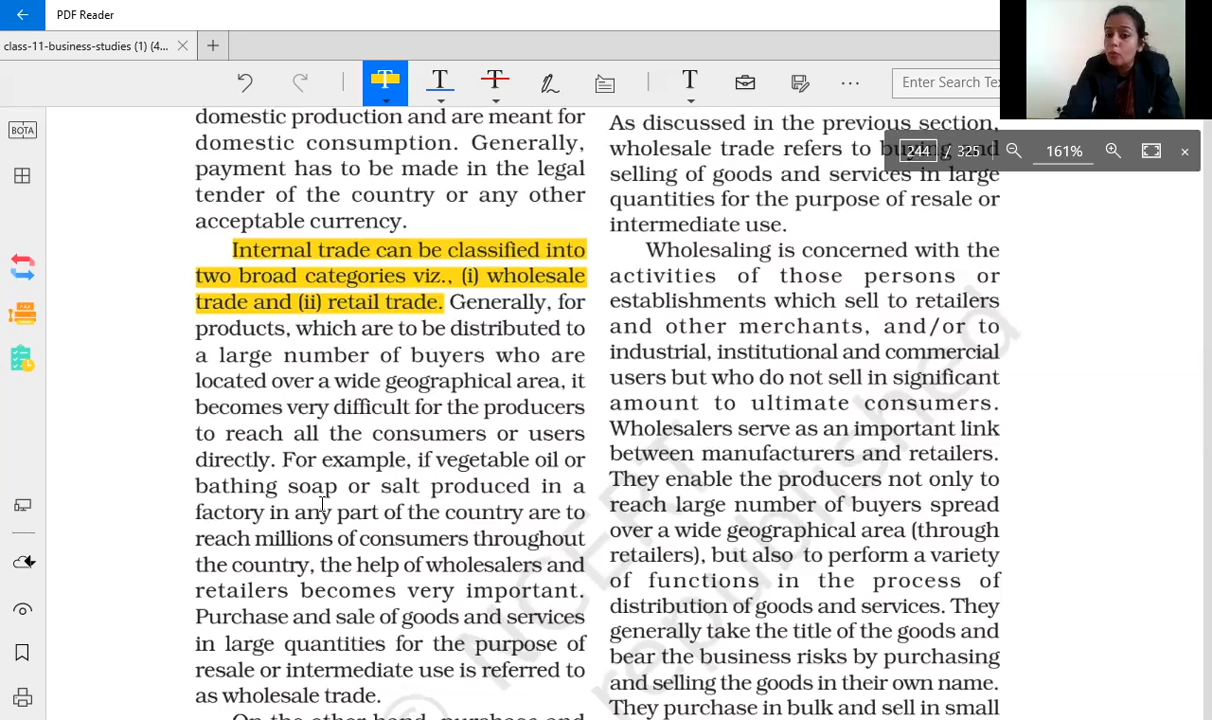 PDF Reader
class-11-business-studies (1) (4...
Enter Search Tex
244 / 325 161%
BOTA
domestic production and are meant for
domestic consumption. Generally,
payment has to be made in the legal
tender of the country or any other
acceptable currency.
Internal trade can be classified into
two broad categories viz., (i) wholesale
trade and (ii) retail trade. Generally, for
products, which are to be distributed to
a large number of buyers who are
located over a wide geographical area, it
becomes very difficult for the producers
to reach all the consumers or users
directly. For example, if vegetable oil or
bathing soap or salt produced in a
factory in any part of the country are to
reach millions of consumers throughout
the country, the help of wholesalers and
retailers becomes very important.
Purchase and sale of goods and services
in large quantities for the purpose of
resale or intermediate use is referred to
as wholesale trade.
On the other hand, purchase and
As discussed in the previous section,
wholesale trade refers to buying and
selling of goods and services in large
quantities for the purpose of resale or
intermediate use.
Wholesaling is concerned with the
activities of those persons or
establishments which sell to retailers
and other merchants, and/or to
industrial, institutional and commercial
users but who do not sell in significant
amount to ultimate consumers.
Wholesalers serve as an important link
between manufacturers and retailers.
They enable the producers not only to
reach large number of buyers spread
over a wide geographical area (through
retailers), but also to perform a variety
of functions in the process of
distribution of goods and services. They
generally take the title of the goods and
bear the business risks by purchasing
and selling the goods in their own name.
They purchase in bulk and sell in small
© NCERT
republished